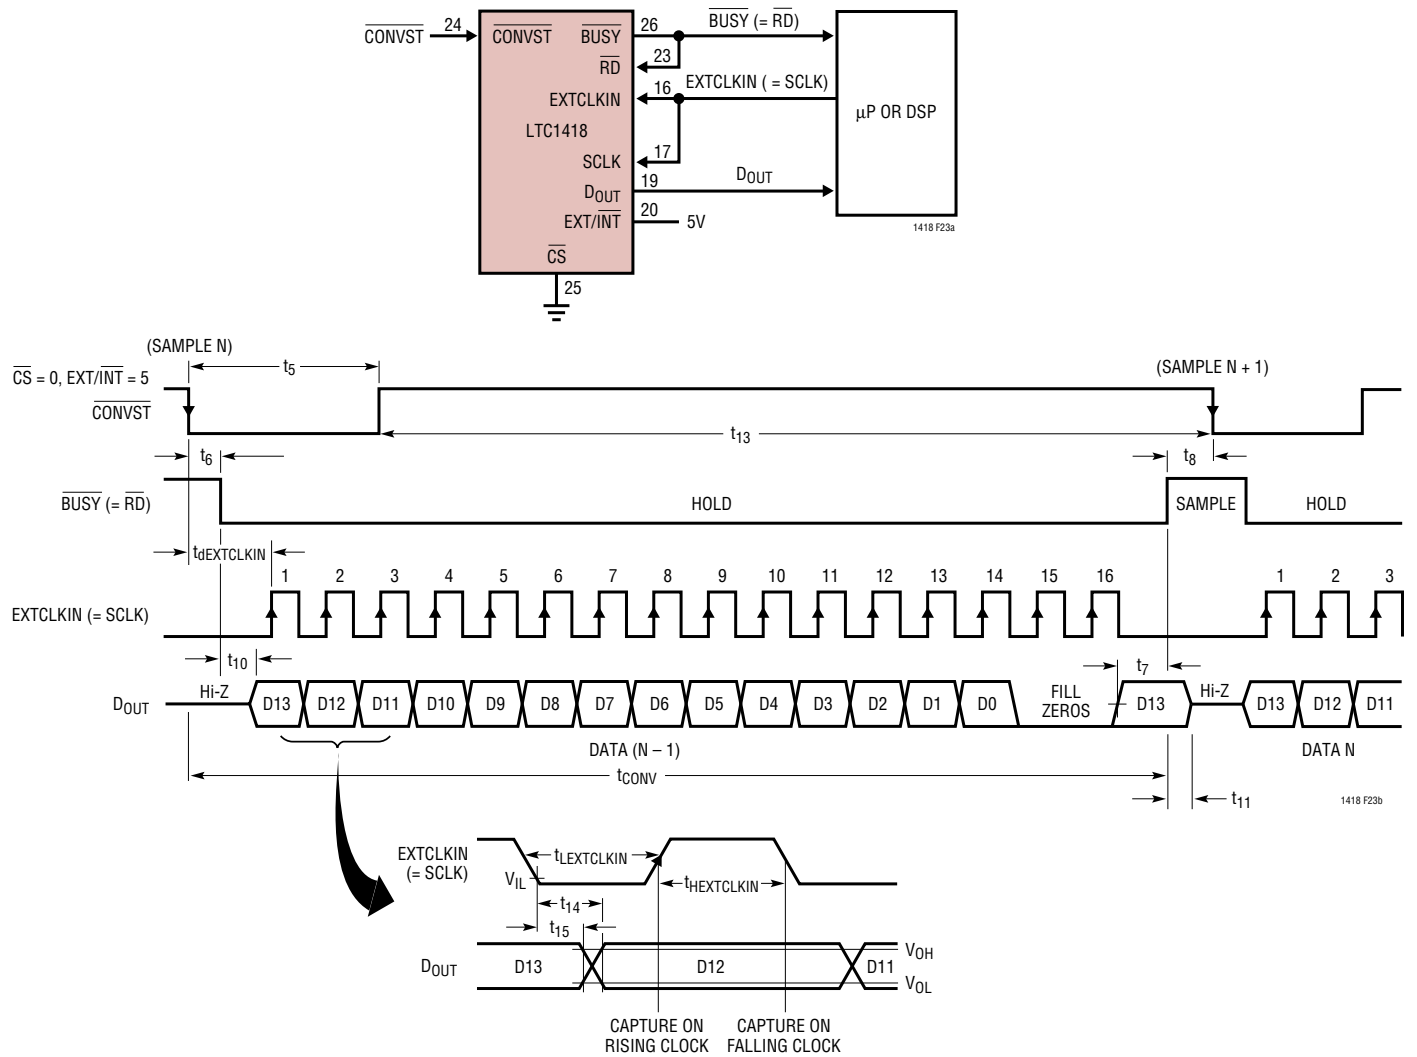 CONVST 24 CONVST BUSY 26 BUSY (= RD)
RD 23
EXTCLKIN 16 EXTCLKIN ( = SCLK)
µP OR DSP
LTC1418
SCLK 17
DOUT 19 DOUT
EXT/INT 20 5V
1418 F23a
CS
25
(SAMPLE N)
t5
(SAMPLE N + 1)
CS = 0, EXT/INT = 5
CONVST
t13
t6
t8
BUSY (= RD) HOLD SAMPLE HOLD
tdEXTCLKIN
1 2 3 4 5 6 7 8 9 10 11 12 13 14 15 16 1 2 3
EXTCLKIN (= SCLK)
t10
t7
DOUT Hi-Z D13 D12 D11 D10 D9 D8 D7 D6 D5 D4 D3 D2 D1 D0 FILL ZEROS D13 Hi-Z D13 D12 D11
DATA (N – 1) DATA N
tCONV
t11
1418 F23b
EXTCLKIN
(= SCLK)
tLEXTCLKIN
VIL
tHEXTCLKIN
t14
t15
DOUT D13 D12 D11
VOH
VOL
CAPTURE ON
RISING CLOCK
CAPTURE ON
FALLING CLOCK